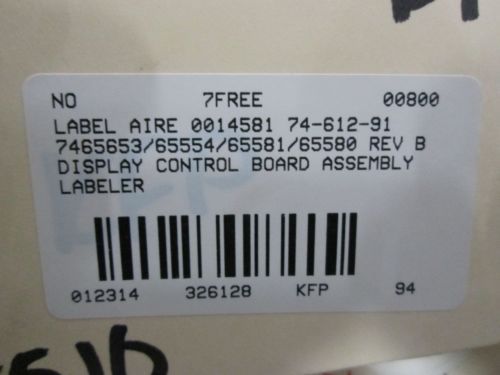 NO 7FREE 00800
LABEL AIRE 0014581 74-612-91
7465653/65554/65581/65580 REV B
DISPLAY CONTROL BOARD ASSEMBLY
LABELER
012314 326128 KFP 94